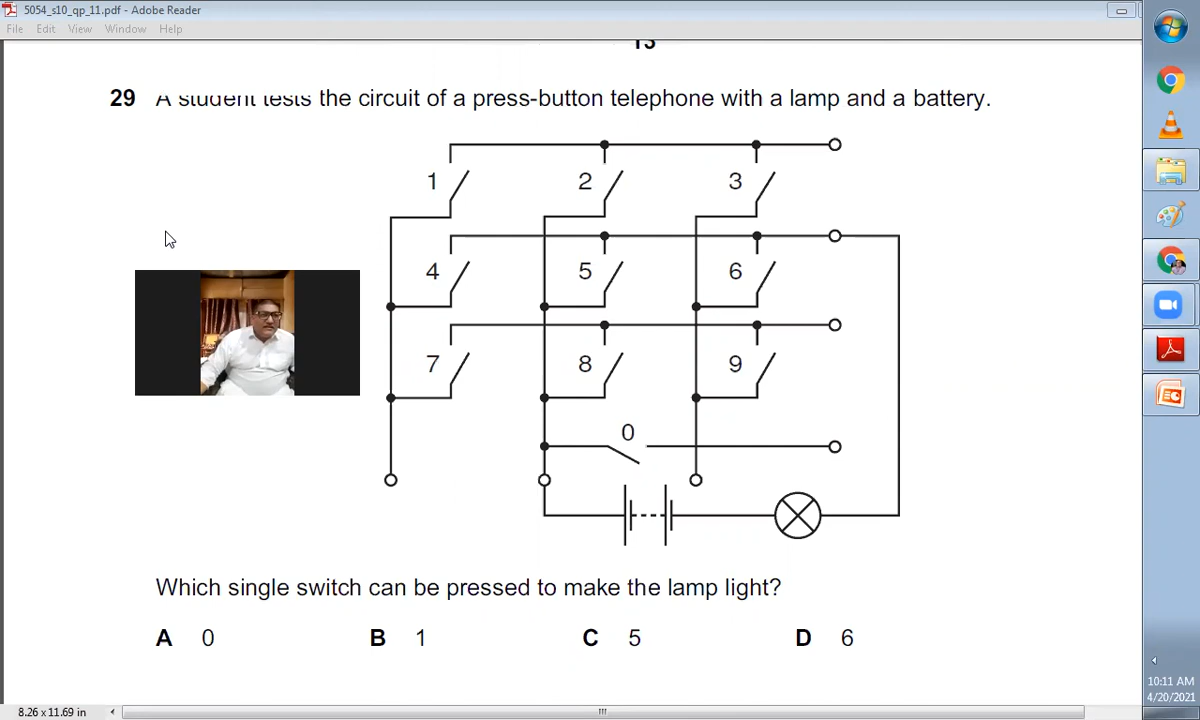 5054_s10_qp_11.pdf - Adobe Reader
File Edit View Window Help
13
29 A student tests the circuit of a press-button telephone with a lamp and a battery.
1 2 3
4 5 6
7 8 9
0
Which single switch can be pressed to make the lamp light?
A 0 B 1 C 5 D 6
8.26 x 11.69 in
10:11 AM
4/20/2021